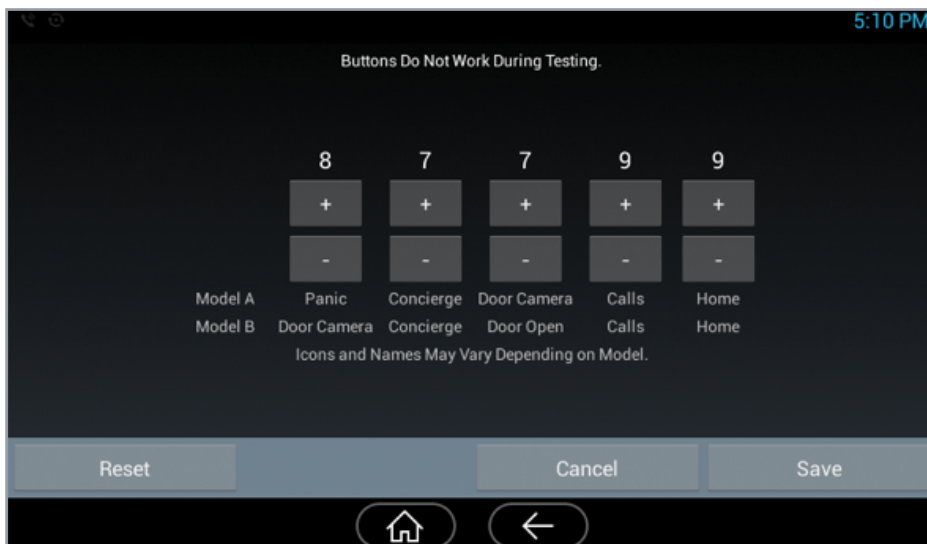 5:10 PM
Buttons Do Not Work During Testing.
8 7 7 9 9
+ + + + +
- - - - -
Model A Panic Concierge Door Camera Calls Home
Model B Door Camera Concierge Door Open Calls Home
Icons and Names May Vary Depending on Model.
Reset Cancel Save